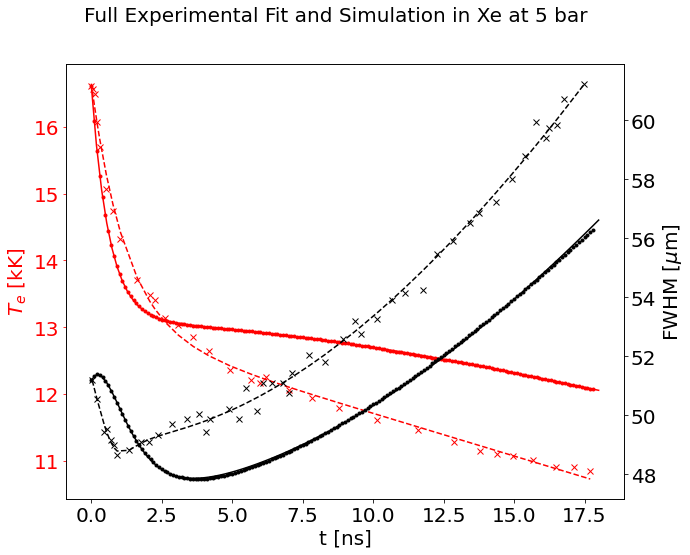 Full Experimental Fit and Simulation in Xe at 5 bar
16
15
14
13
12
11
T_e [kK]
60
58
56
54
52
50
48
FWHM [μm]
0.0 2.5 5.0 7.5 10.0 12.5 15.0 17.5
t [ns]